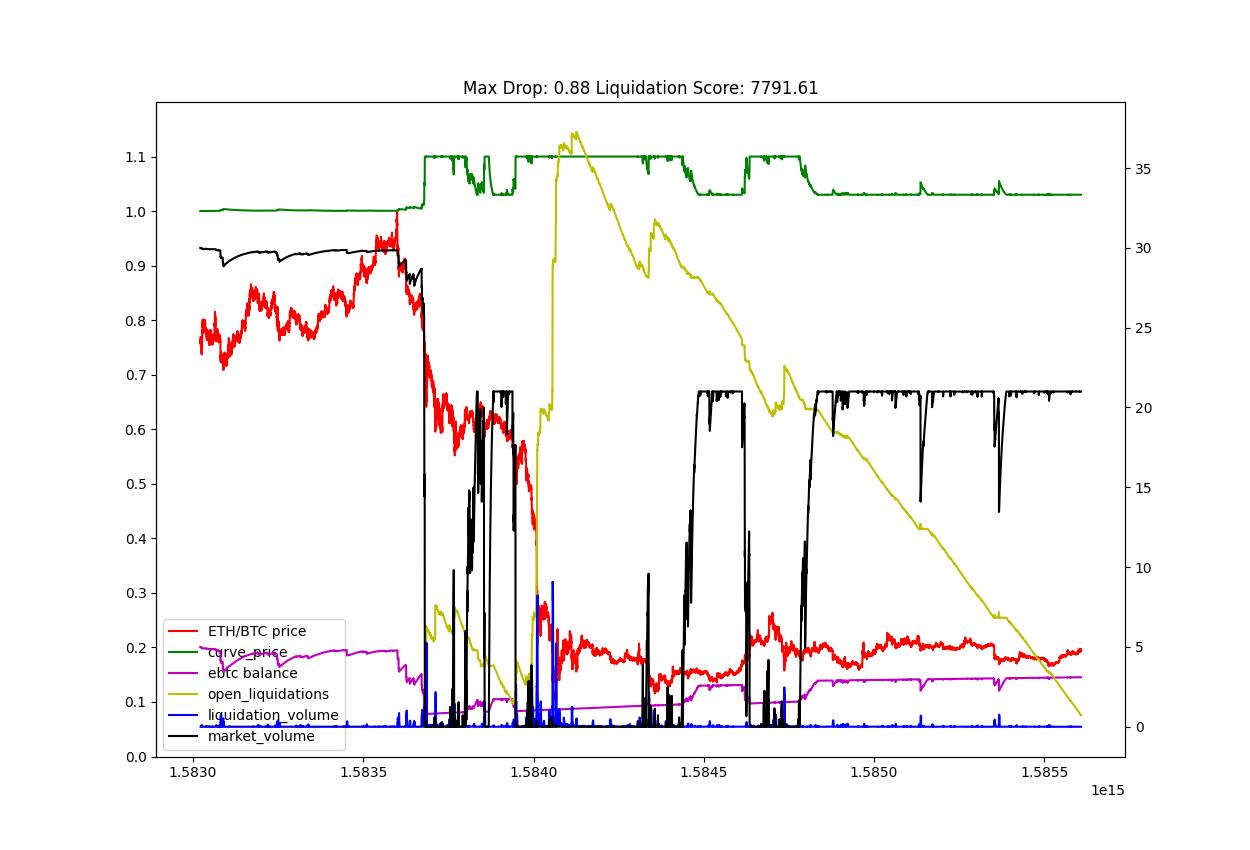 Max Drop: 0.88 Liquidation Score: 7791.61
1.1
1.0
0.9
0.8
0.7
0.6
0.5
0.4
0.3
0.2
0.1
0.0
35
30
25
20
15
10
5
0
ETH/BTC price
curve_price
ebtc balance
open_liquidations
liquidation_volume
market_volume
1.5830 1.5835 1.5840 1.5845 1.5850 1.5855
1e15